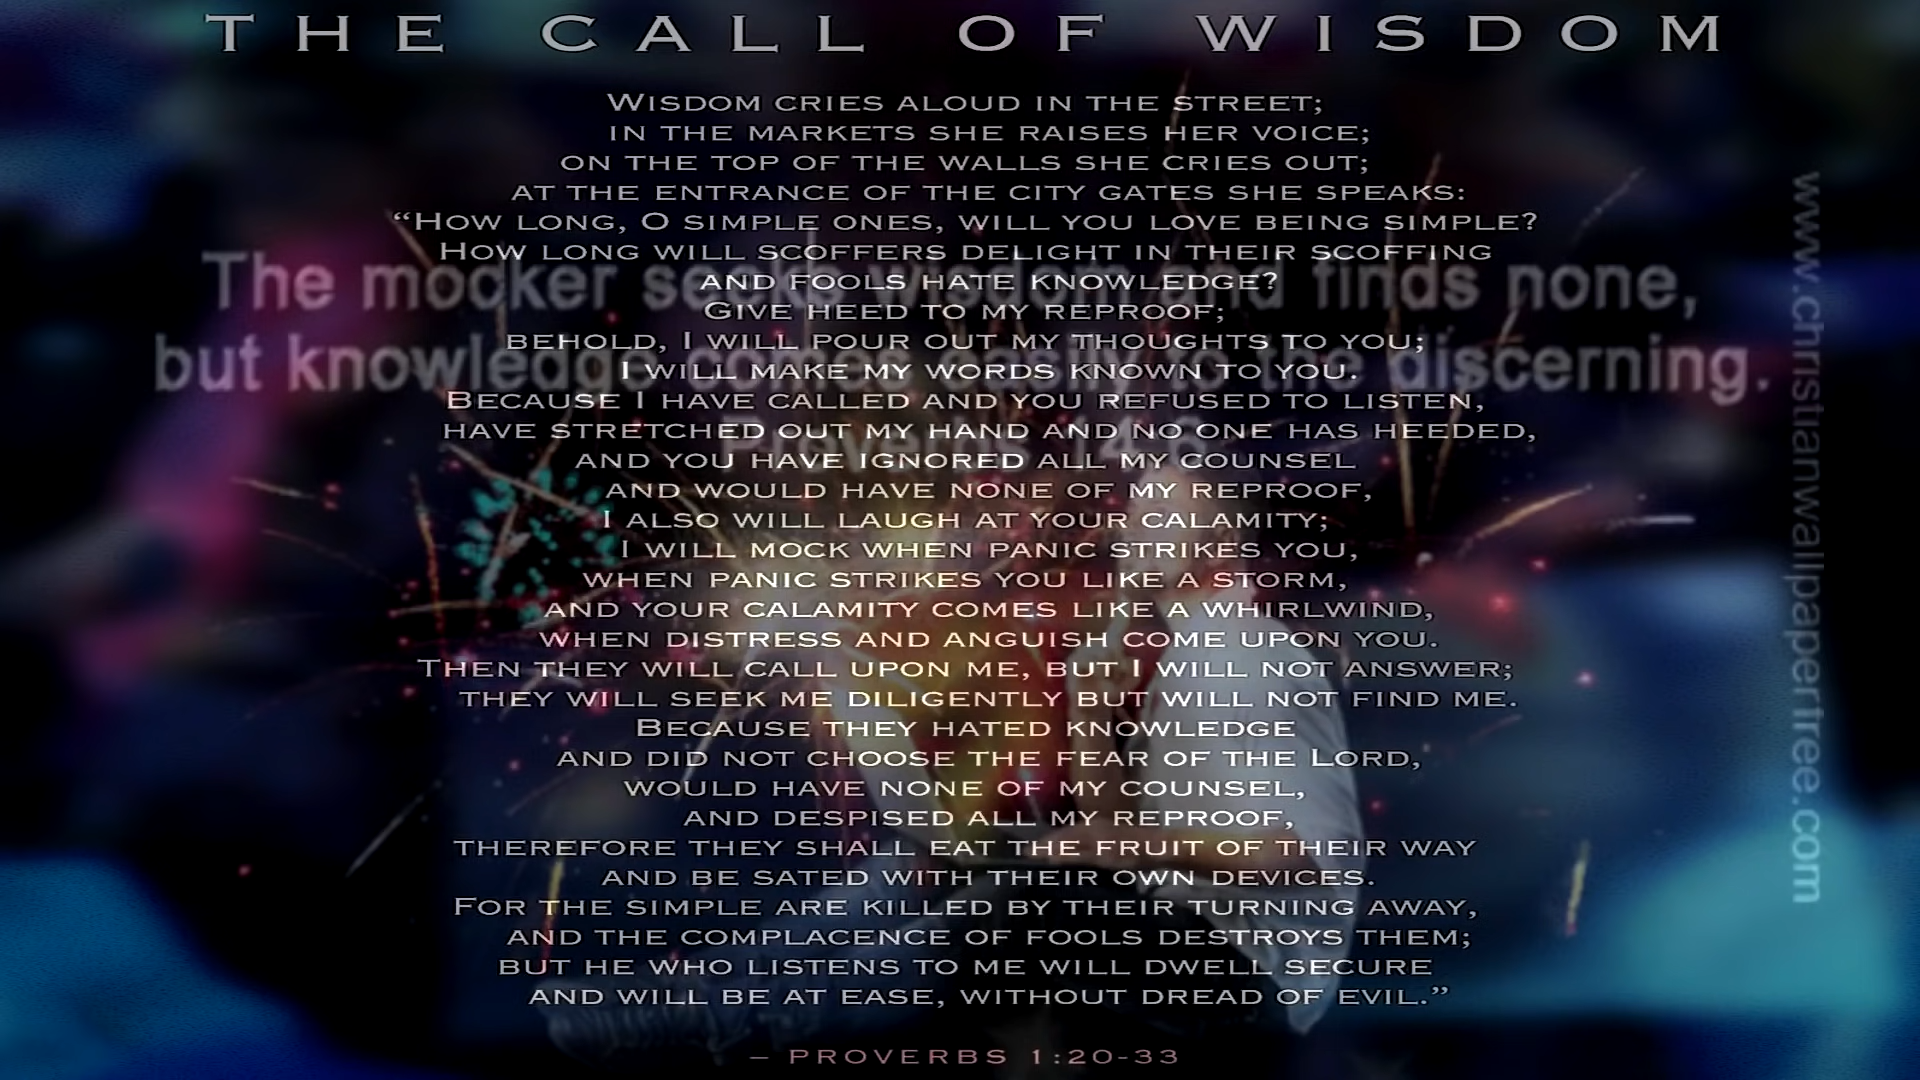 THE CALL OF WISDOM
WISDOM CRIES ALOUD IN THE STREET;
IN THE MARKETS SHE RAISES HER VOICE;
ON THE TOP OF THE WALLS SHE CRIES OUT;
AT THE ENTRANCE OF THE CITY GATES SHE SPEAKS:
“HOW LONG, O SIMPLE ONES, WILL YOU LOVE BEING SIMPLE?
HOW LONG WILL SCOFFERS DELIGHT IN THEIR SCOFFING
AND FOOLS HATE KNOWLEDGE?
GIVE HEED TO MY REPROOF;
BEHOLD, I WILL POUR OUT MY THOUGHTS TO YOU;
I WILL MAKE MY WORDS KNOWN TO YOU.
BECAUSE I HAVE CALLED AND YOU REFUSED TO LISTEN,
HAVE STRETCHED OUT MY HAND AND NO ONE HAS HEEDED,
AND YOU HAVE IGNORED ALL MY COUNSEL
AND WOULD HAVE NONE OF MY REPROOF,
I ALSO WILL LAUGH AT YOUR CALAMITY;
I WILL MOCK WHEN PANIC STRIKES YOU,
WHEN PANIC STRIKES YOU LIKE A STORM,
AND YOUR CALAMITY COMES LIKE A WHIRLWIND,
WHEN DISTRESS AND ANGUISH COME UPON YOU.
THEN THEY WILL CALL UPON ME, BUT I WILL NOT ANSWER;
THEY WILL SEEK ME DILIGENTLY BUT WILL NOT FIND ME.
BECAUSE THEY HATED KNOWLEDGE
AND DID NOT CHOOSE THE FEAR OF THE LORD,
WOULD HAVE NONE OF MY COUNSEL,
AND DESPISED ALL MY REPROOF,
THEREFORE THEY SHALL EAT THE FRUIT OF THEIR WAY
AND BE SATED WITH THEIR OWN DEVICES.
FOR THE SIMPLE ARE KILLED BY THEIR TURNING AWAY,
AND THE COMPLACENCE OF FOOLS DESTROYS THEM;
BUT HE WHO LISTENS TO ME WILL DWELL SECURE
AND WILL BE AT EASE, WITHOUT DREAD OF EVIL.”
– PROVERBS 1:20-33
The mocker finds none,
but knowledge comes easily to the discerning.
www.christianwallpaperfree.com